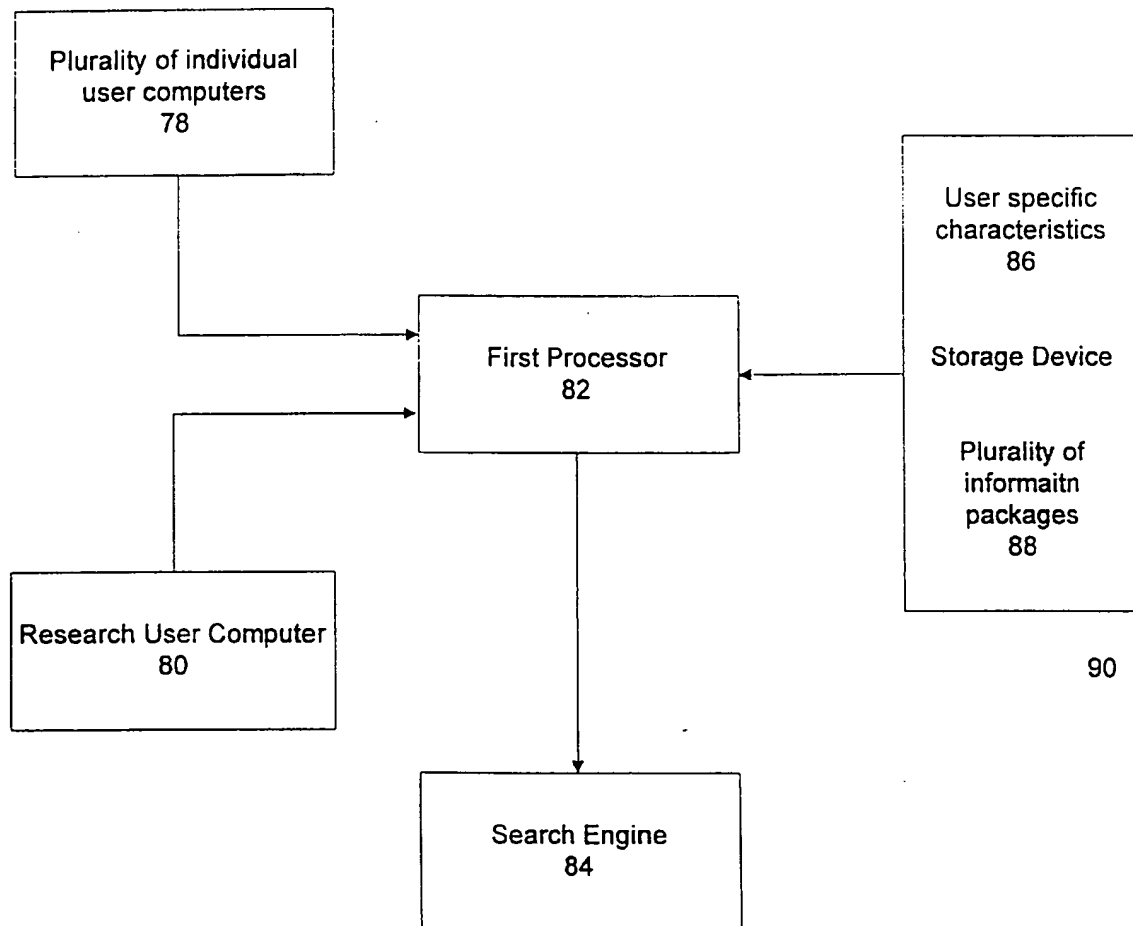 Plurality of individual
user computers
78
User specific
characteristics
86
First Processor
82
Storage Device
Plurality of
informaitn
packages
88
Research User Computer
80
90
Search Engine
84